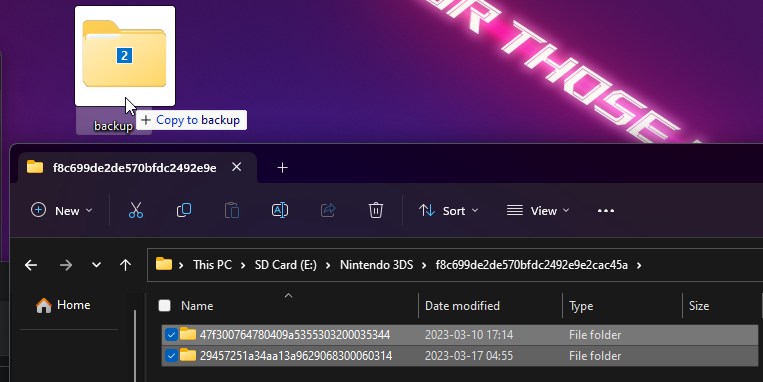 OR THOSE
2
backup
+ Copy to backup
f8c699de2de570bfdc2492e9e
New
Sort
View
This PC > SD Card (E:) > Nintendo 3DS > f8c699de2de570bfdc2492e9e2cac45a >
Home
Name Date modified Type Size
47f300764780409a5355303200035344 2023-03-10 17:14 File folder
29457251a34aa13a9629068300060314 2023-03-17 04:55 File folder